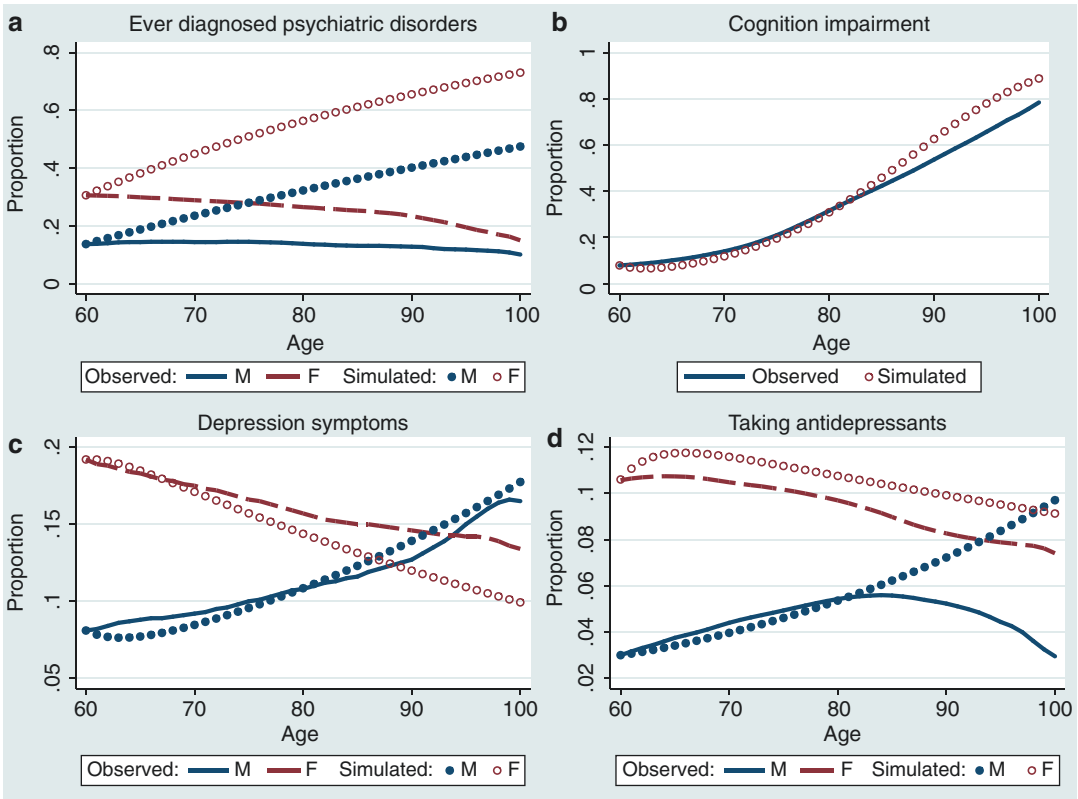 a Ever diagnosed psychiatric disorders
.8
.6
.4
.2
0
Proportion
60 70 80 90 100
Age
Observed: M F Simulated: M F
b Cognition impairment
1
.8
.6
.4
.2
0
Proportion
60 70 80 90 100
Age
Observed Simulated
c Depression symptoms
.2
.15
.1
.05
Proportion
60 70 80 90 100
Age
Observed: M F Simulated: M F
d Taking antidepressants
.12
.1
.08
.06
.04
.02
Proportion
60 70 80 90 100
Age
Observed: M F Simulated: M F